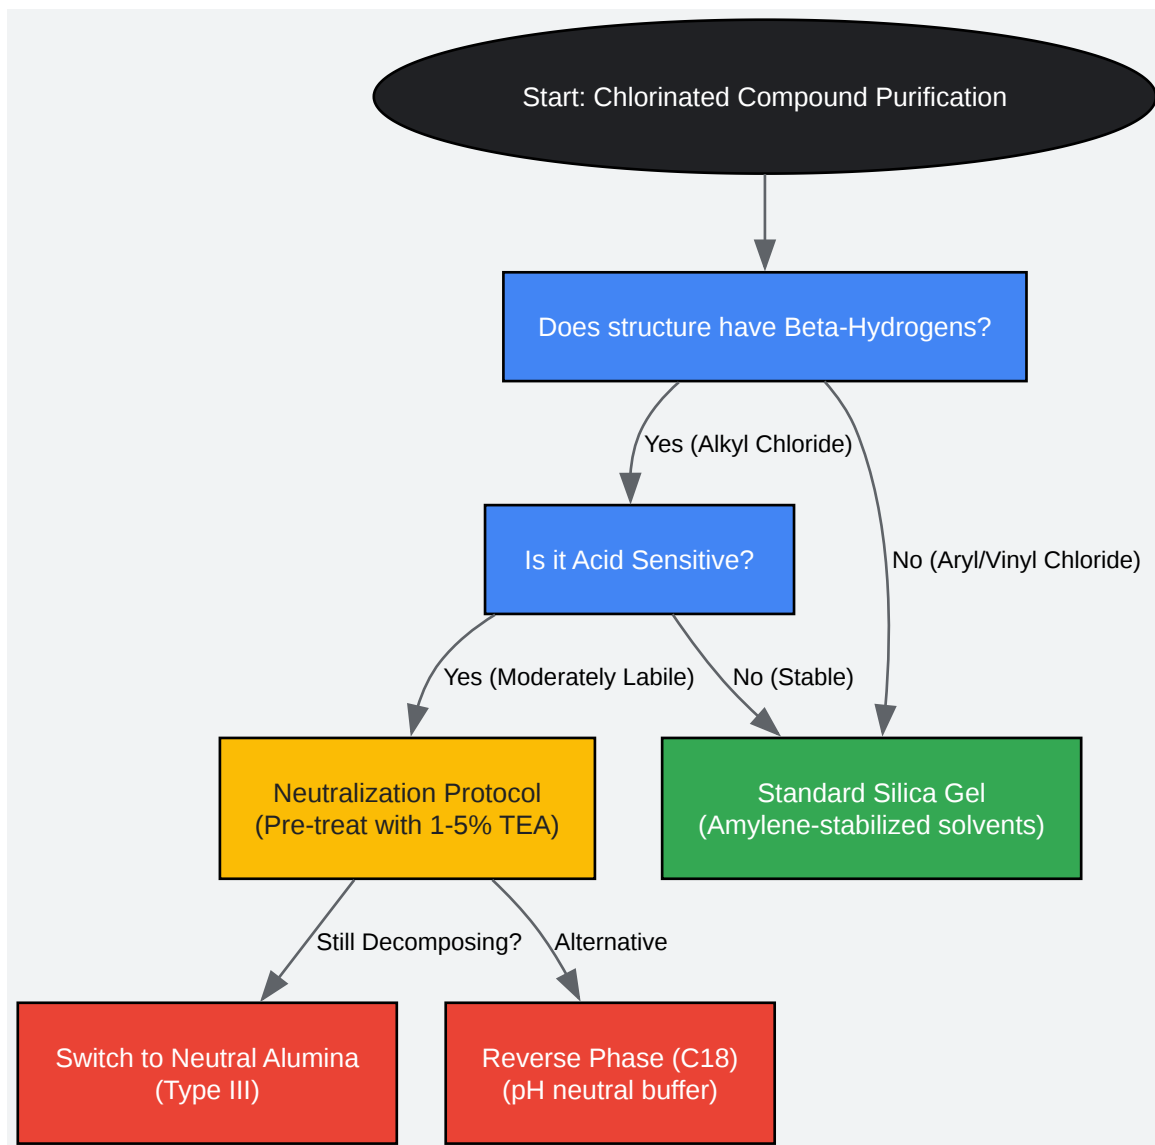 Start: Chlorinated Compound Purification
Does structure have Beta-Hydrogens?
Yes (Alkyl Chloride)
Is it Acid Sensitive?
No (Aryl/Vinyl Chloride)
Yes (Moderately Labile)
No (Stable)
Neutralization Protocol
(Pre-treat with 1-5% TEA)
Standard Silica Gel
(Amylene-stabilized solvents)
Still Decomposing?
Alternative
Switch to Neutral Alumina
(Type III)
Reverse Phase (C18)
(pH neutral buffer)